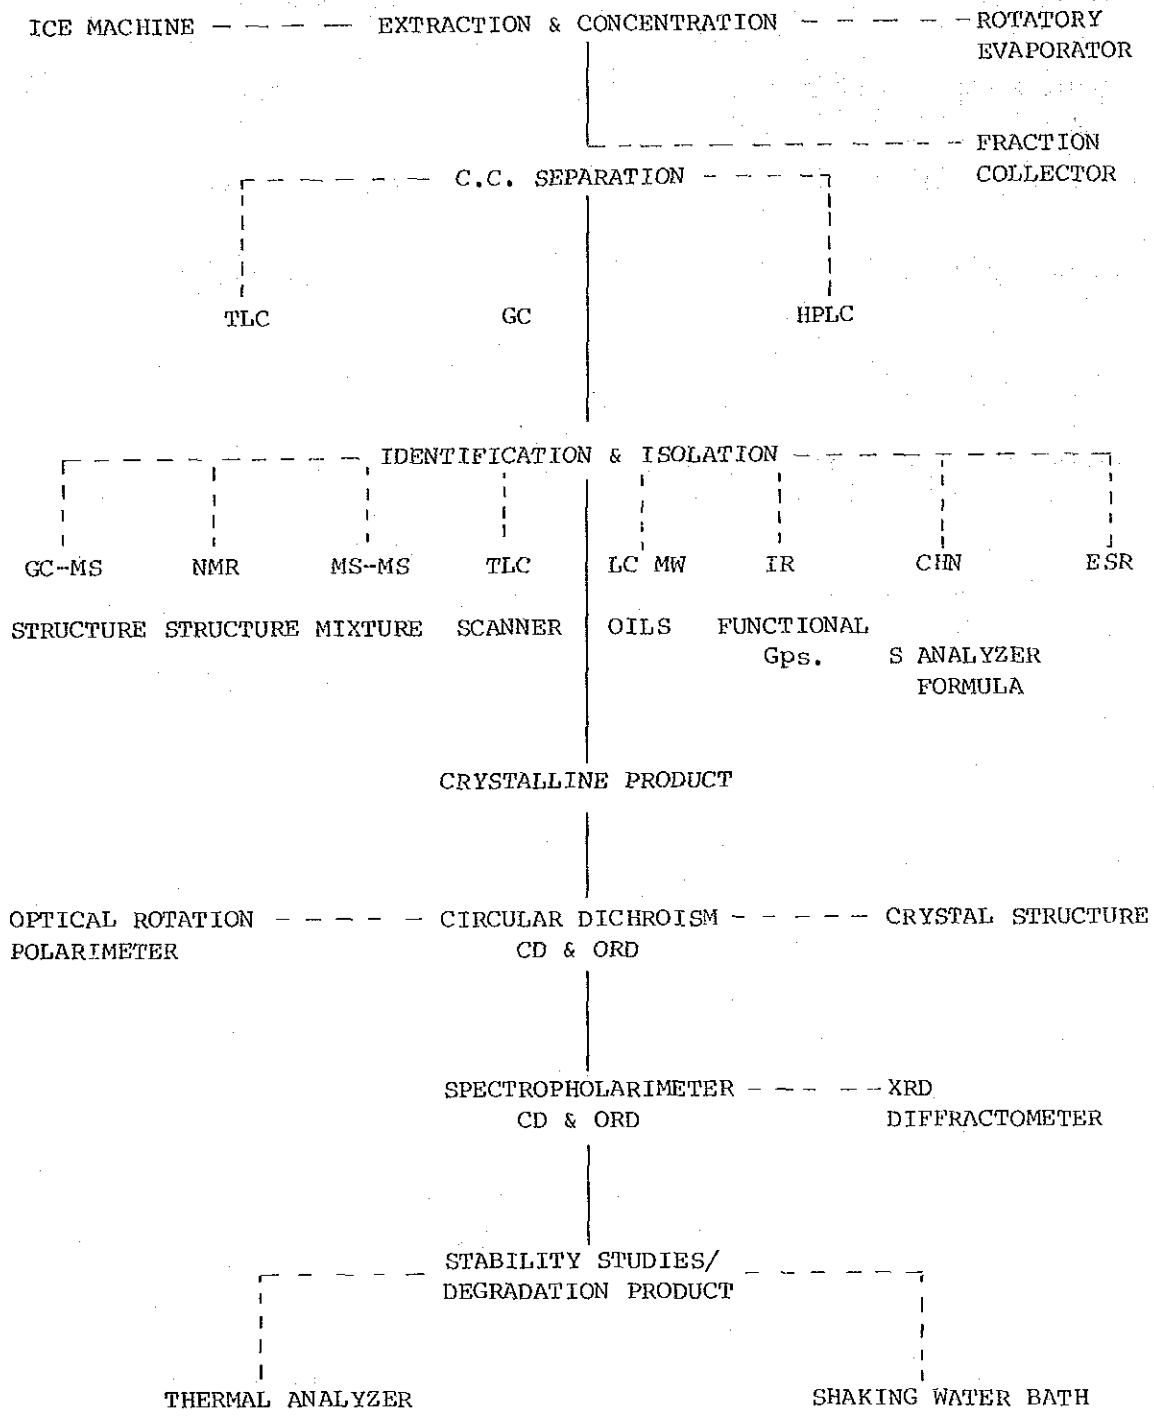 ICE MACHINE EXTRACTION & CONCENTRATION ROTATORY
EVAPORATOR
FRACTION
COLLECTOR
C.C. SEPARATION
TLC GC HPLC
IDENTIFICATION & ISOLATION
GC-MS NMR MS-MS TLC LC MW IR CHN ESR
STRUCTURE STRUCTURE MIXTURE SCANNER OILS FUNCTIONAL
Gps. S ANALYZER
FORMULA
CRYSTALLINE PRODUCT
OPTICAL ROTATION CIRCULAR DICHROISM CRYSTAL STRUCTURE
POLARIMETER CD & ORD
SPECTROPHOLARIMETER XRD
CD & ORD DIFFRACTOMETER
STABILITY STUDIES/
DEGRADATION PRODUCT
THERMAL ANALYZER SHAKING WATER BATH